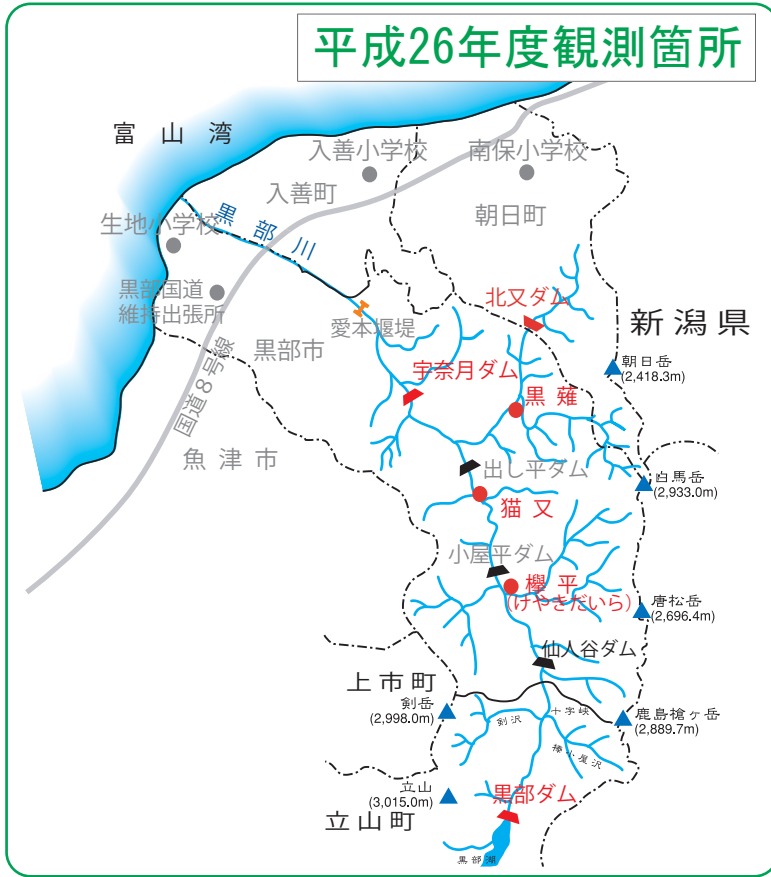 平成26年度観測箇所
富山湾
入善小学校
南保小学校
入善町
朝日町
生地小学校
黒部川
黒部国道
維持出張所
愛本堰堤
北又ダム
新潟県
国道8号線
黒部市
宇奈月ダム
黒薙
朝日岳
(2,418.3m)
魚津市
出し平ダム
白馬岳
(2,933.0m)
猫又
小屋平ダム
欅平
(けやきだいら)
唐松岳
(2,696.4m)
仙人谷ダム
上市町
剣岳
(2,998.0m)
剣沢
十字峡
鹿島槍ヶ岳
(2,889.7m)
棒小屋沢
立山
(3,015.0m)
黒部ダム
立山町
黒部湖